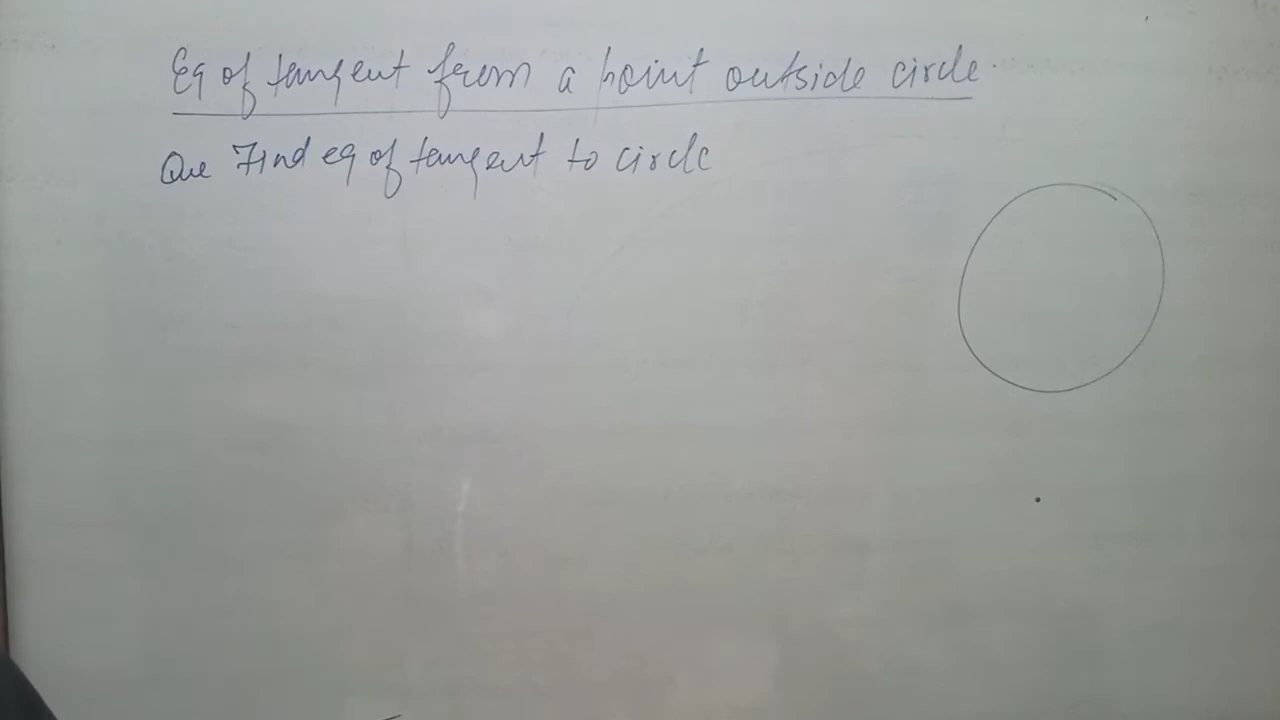 Eq of tangent from a point outside circle.
Que Find eq of tangent to circle